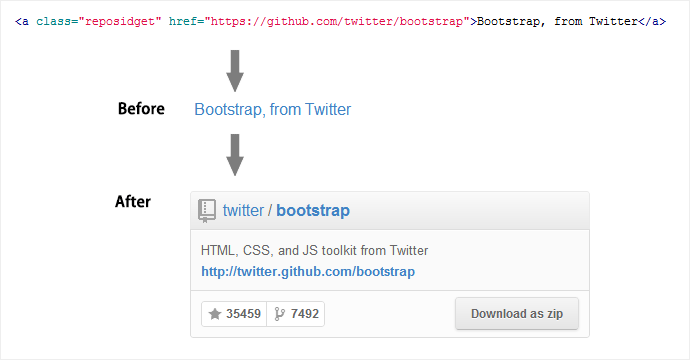 <a class="reposidget" href="https://github.com/twitter/bootstrap">Bootstrap, from Twitter</a>
Before Bootstrap, from Twitter
After
twitter / bootstrap
HTML, CSS, and JS toolkit from Twitter
http://twitter.github.com/bootstrap
35459 7492 Download as zip